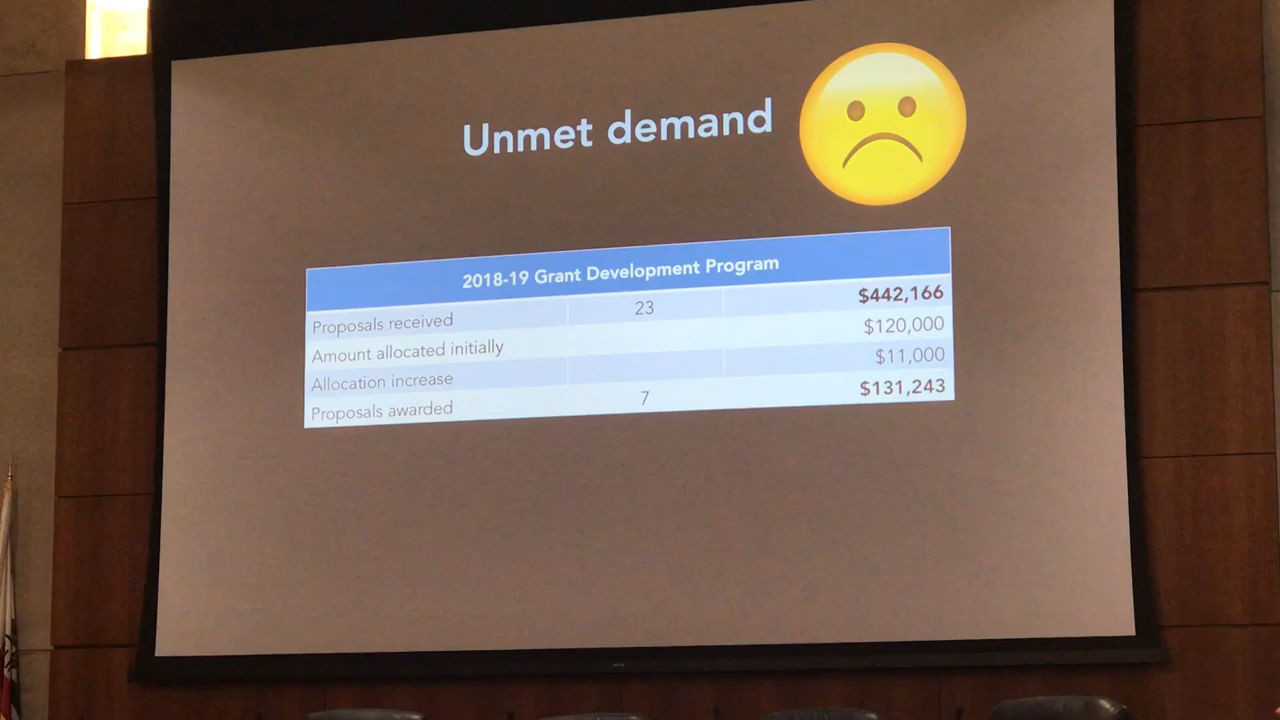 Unmet demand
2018-19 Grant Development Program
Proposals received 23 $442,166
Amount allocated initially $120,000
Allocation increase $11,000
Proposals awarded 7 $131,243